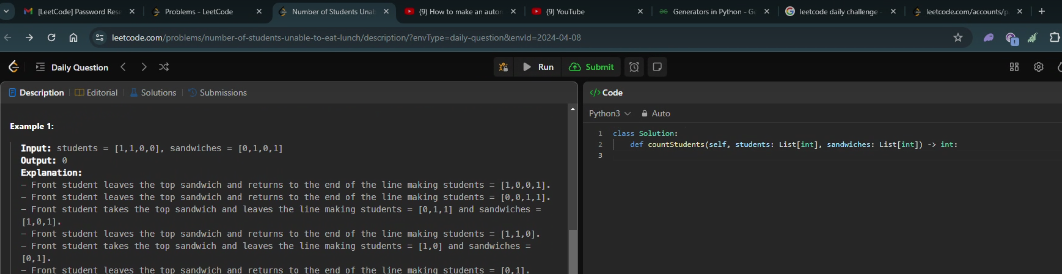 [LeetCode] Password Rese
Problems - LeetCode
Number of Students Unab
(9) How to make an auto
(9) YouTube
Generators in Python - Ge
leetcode daily challenge
leetcode.com/accounts/p
leetcode.com/problems/number-of-students-unable-to-eat-lunch/description/?envType=daily-question&envId=2024-04-08
Daily Question
Run
Submit
Description
Editorial
Solutions
Submissions
Example 1:
Input: students = [1,1,0,0], sandwiches = [0,1,0,1]
Output: 0
Explanation:
- Front student leaves the top sandwich and returns to the end of the line making students = [1,0,0,1].
- Front student leaves the top sandwich and returns to the end of the line making students = [0,0,1,1].
- Front student takes the top sandwich and leaves the line making students = [0,1,1] and sandwiches =
[1,0,1].
- Front student leaves the top sandwich and returns to the end of the line making students = [1,1,0].
- Front student takes the top sandwich and leaves the line making students = [1,0] and sandwiches =
[0,1].
- Front student leaves the top sandwich and returns to the end of the line making students = [0,1].
</> Code
Python3
Auto
1 class Solution:
2 def countStudents(self, students: List[int], sandwiches: List[int]) -> int:
3